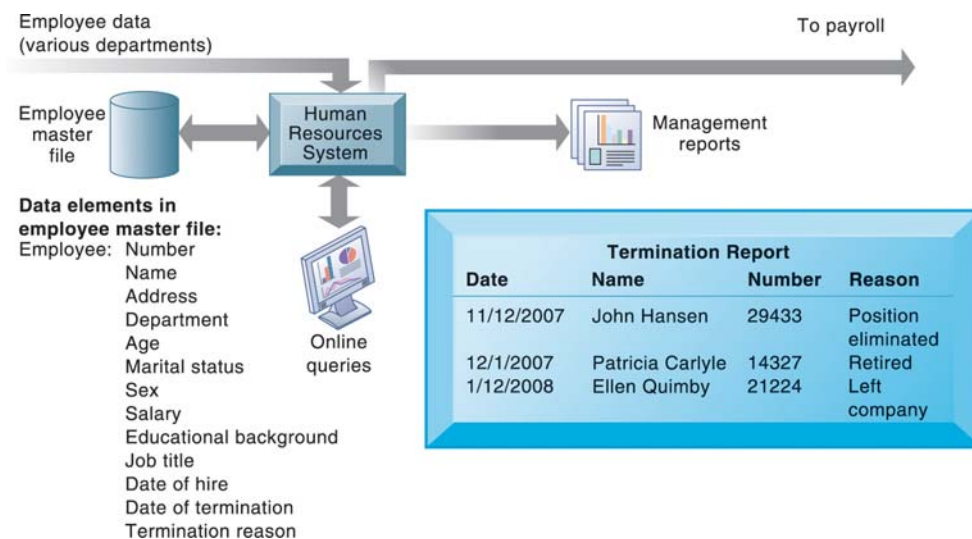 Employee data
(various departments)
To payroll
Employee
master
file
Human
Resources
System
Management
reports
Data elements in
employee master file:
Employee: Number
Name
Address
Department
Age
Marital status
Sex
Salary
Educational background
Job title
Date of hire
Date of termination
Termination reason
Online
queries
Termination Report
Date Name Number Reason
11/12/2007 John Hansen 29433 Position
eliminated
12/1/2007 Patricia Carlyle 14327 Retired
1/12/2008 Ellen Quimby 21224 Left
company